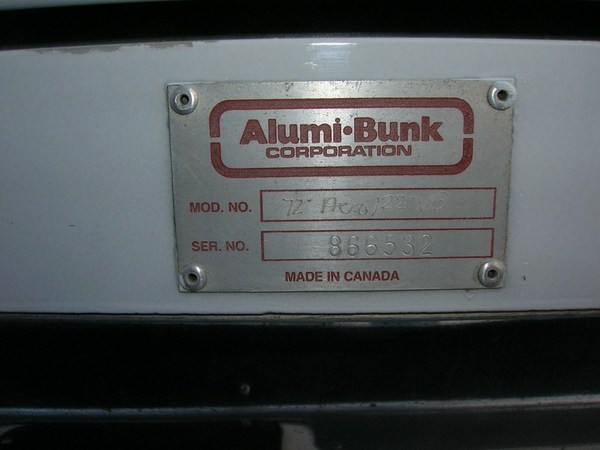 Alumi·Bunk
CORPORATION
MOD. NO. 72"
SER. NO. 866532
MADE IN CANADA